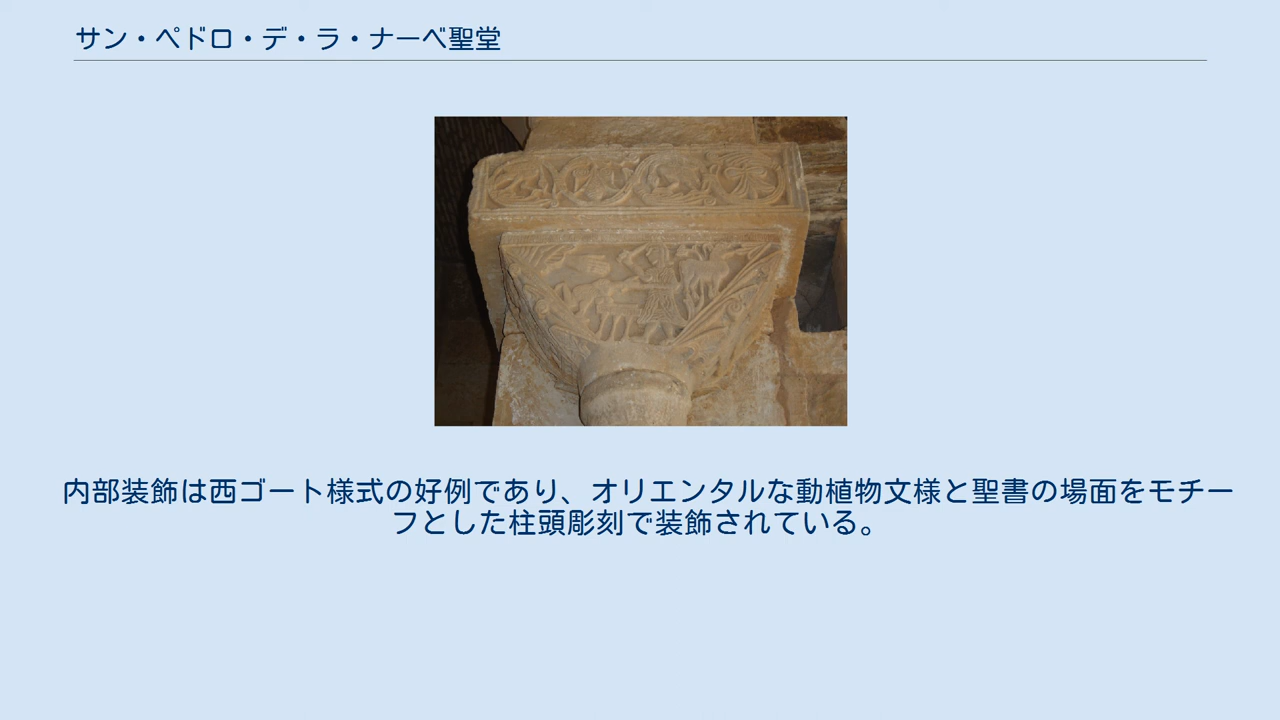 サン・ペドロ・デ・ラ・ナーベ聖堂
内部装飾は西ゴート様式の好例であり、オリエンタルな動植物文様と聖書の場面をモチー
フとした柱頭彫刻で装飾されている。